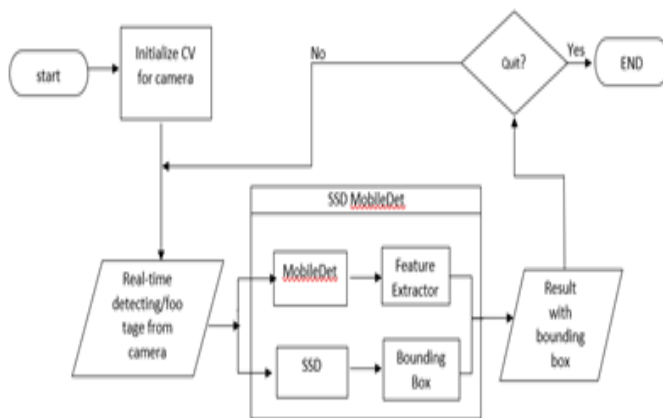 start
Initialize CV
for camera
No
Quit?
Yes
END
SSD MobileDet
MobileDet
Feature
Extractor
SSD
Bounding
Box
Real-time
detecting/foo
tage from
camera
Result
with
bounding
box